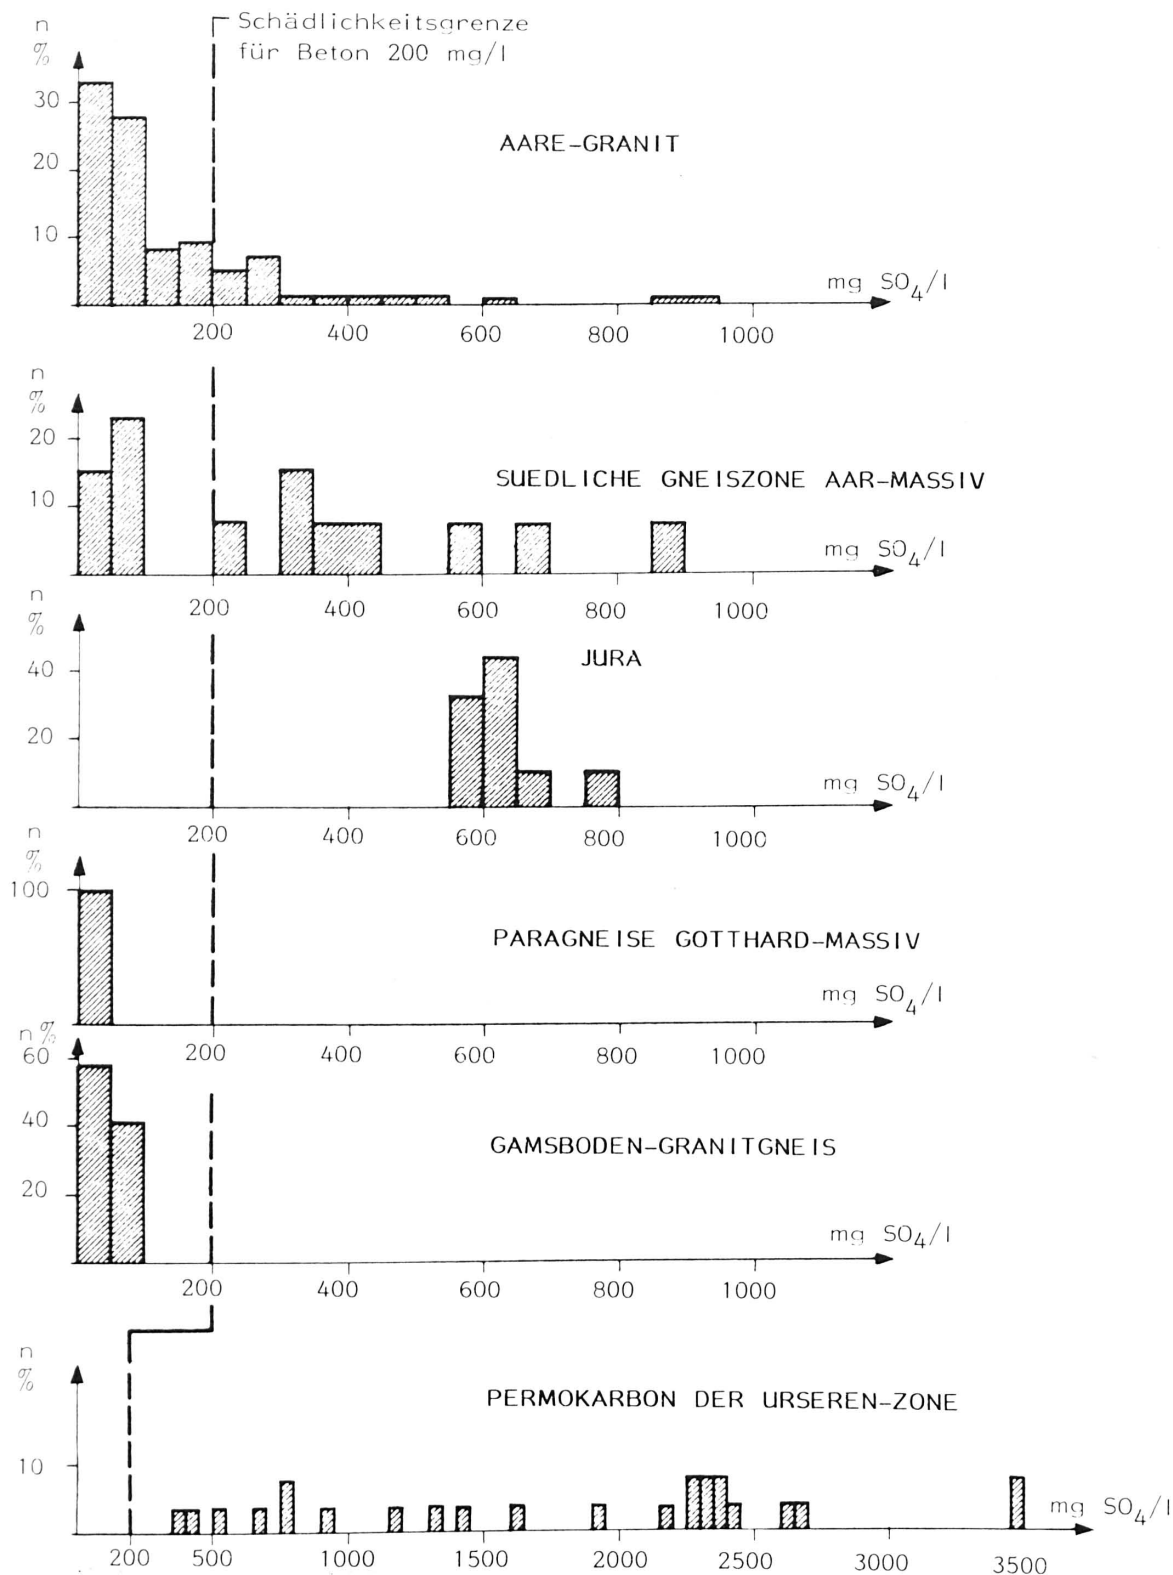 n
%
Schädlichkeitsgrenze
für Beton 200 mg/l
30
20
10
AARE-GRANIT
mg SO4/l
200 400 600 800 1000
n
%
20
10
SUEDLICHE GNEISZONE AAR-MASSIV
mg SO4/l
200 400 600 800 1000
n
%
40
20
JURA
mg SO4/l
200 400 600 800 1000
n
%
100
PARAGNEISE GOTTHARD-MASSIV
mg SO4/l
200 400 600 800 1000
n%
60
40
20
GAMSBODEN-GRANITGNEIS
mg SO4/l
200 400 600 800 1000
n
%
10
PERMOKARBON DER URSEREN-ZONE
mg SO4/l
200 500 1000 1500 2000 2500 3000 3500